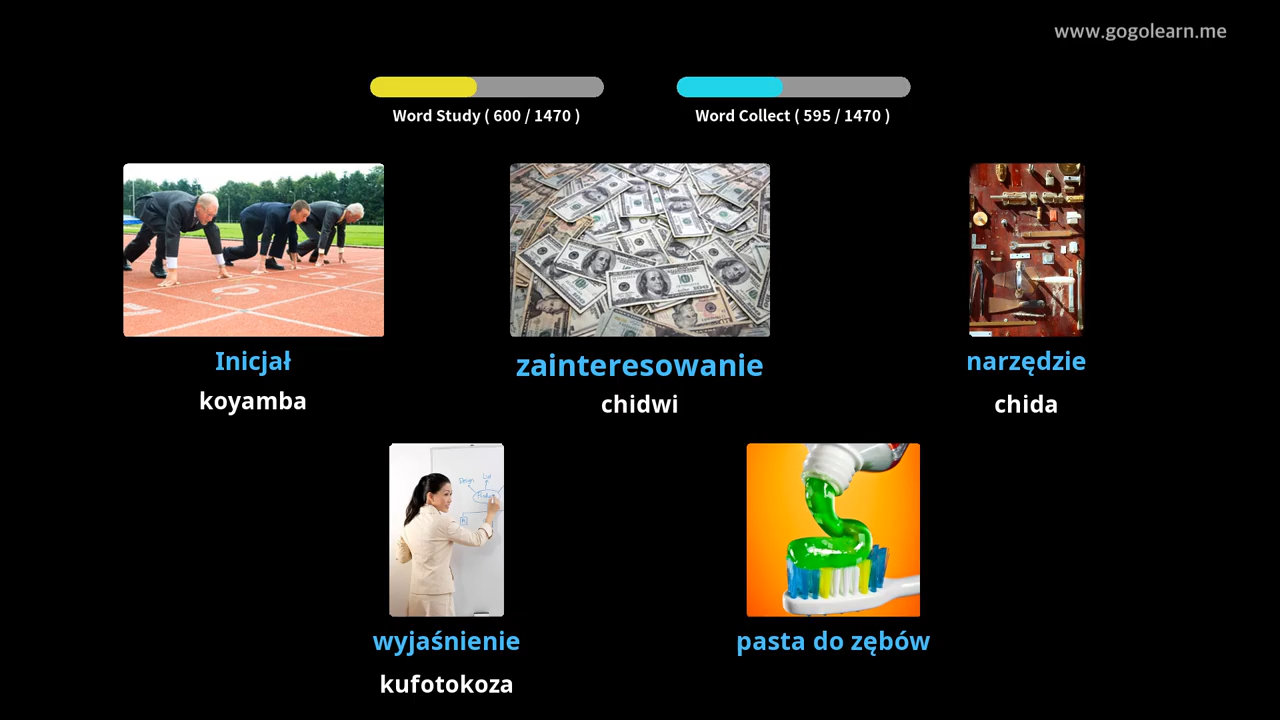 www.gogolearn.me
Word Study ( 600 / 1470 )
Word Collect ( 595 / 1470 )
Inicjał
koyamba
zainteresowanie
chidwi
narzędzie
chida
wyjaśnienie
kufotokoza
pasta do zębów